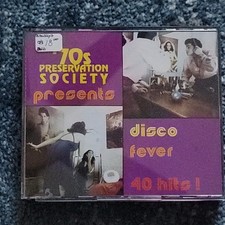 70s
PRESERVATION
SOCIETY
presents
disco
fever
40 hits!